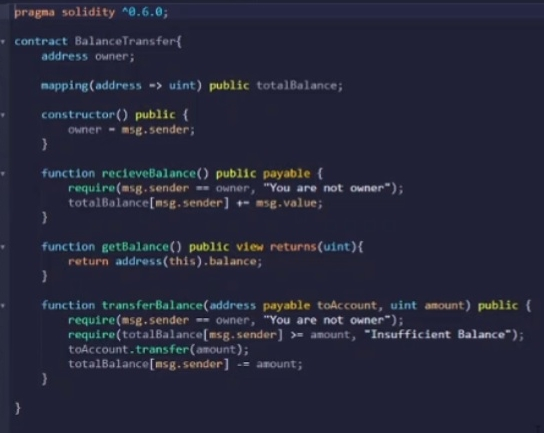 pragma solidity ^0.6.0;
contract BalanceTransfer{
address owner;
mapping(address => uint) public totalBalance;
constructor() public {
owner = msg.sender;
}
function recieveBalance() public payable {
require(msg.sender == owner, "You are not owner");
totalBalance[msg.sender] += msg.value;
}
function getBalance() public view returns(uint){
return address(this).balance;
}
function transferBalance(address payable toAccount, uint amount) public {
require(msg.sender == owner, "You are not owner");
require(totalBalance[msg.sender] >= amount, "Insufficient Balance");
toAccount.transfer(amount);
totalBalance[msg.sender] -= amount;
}
}